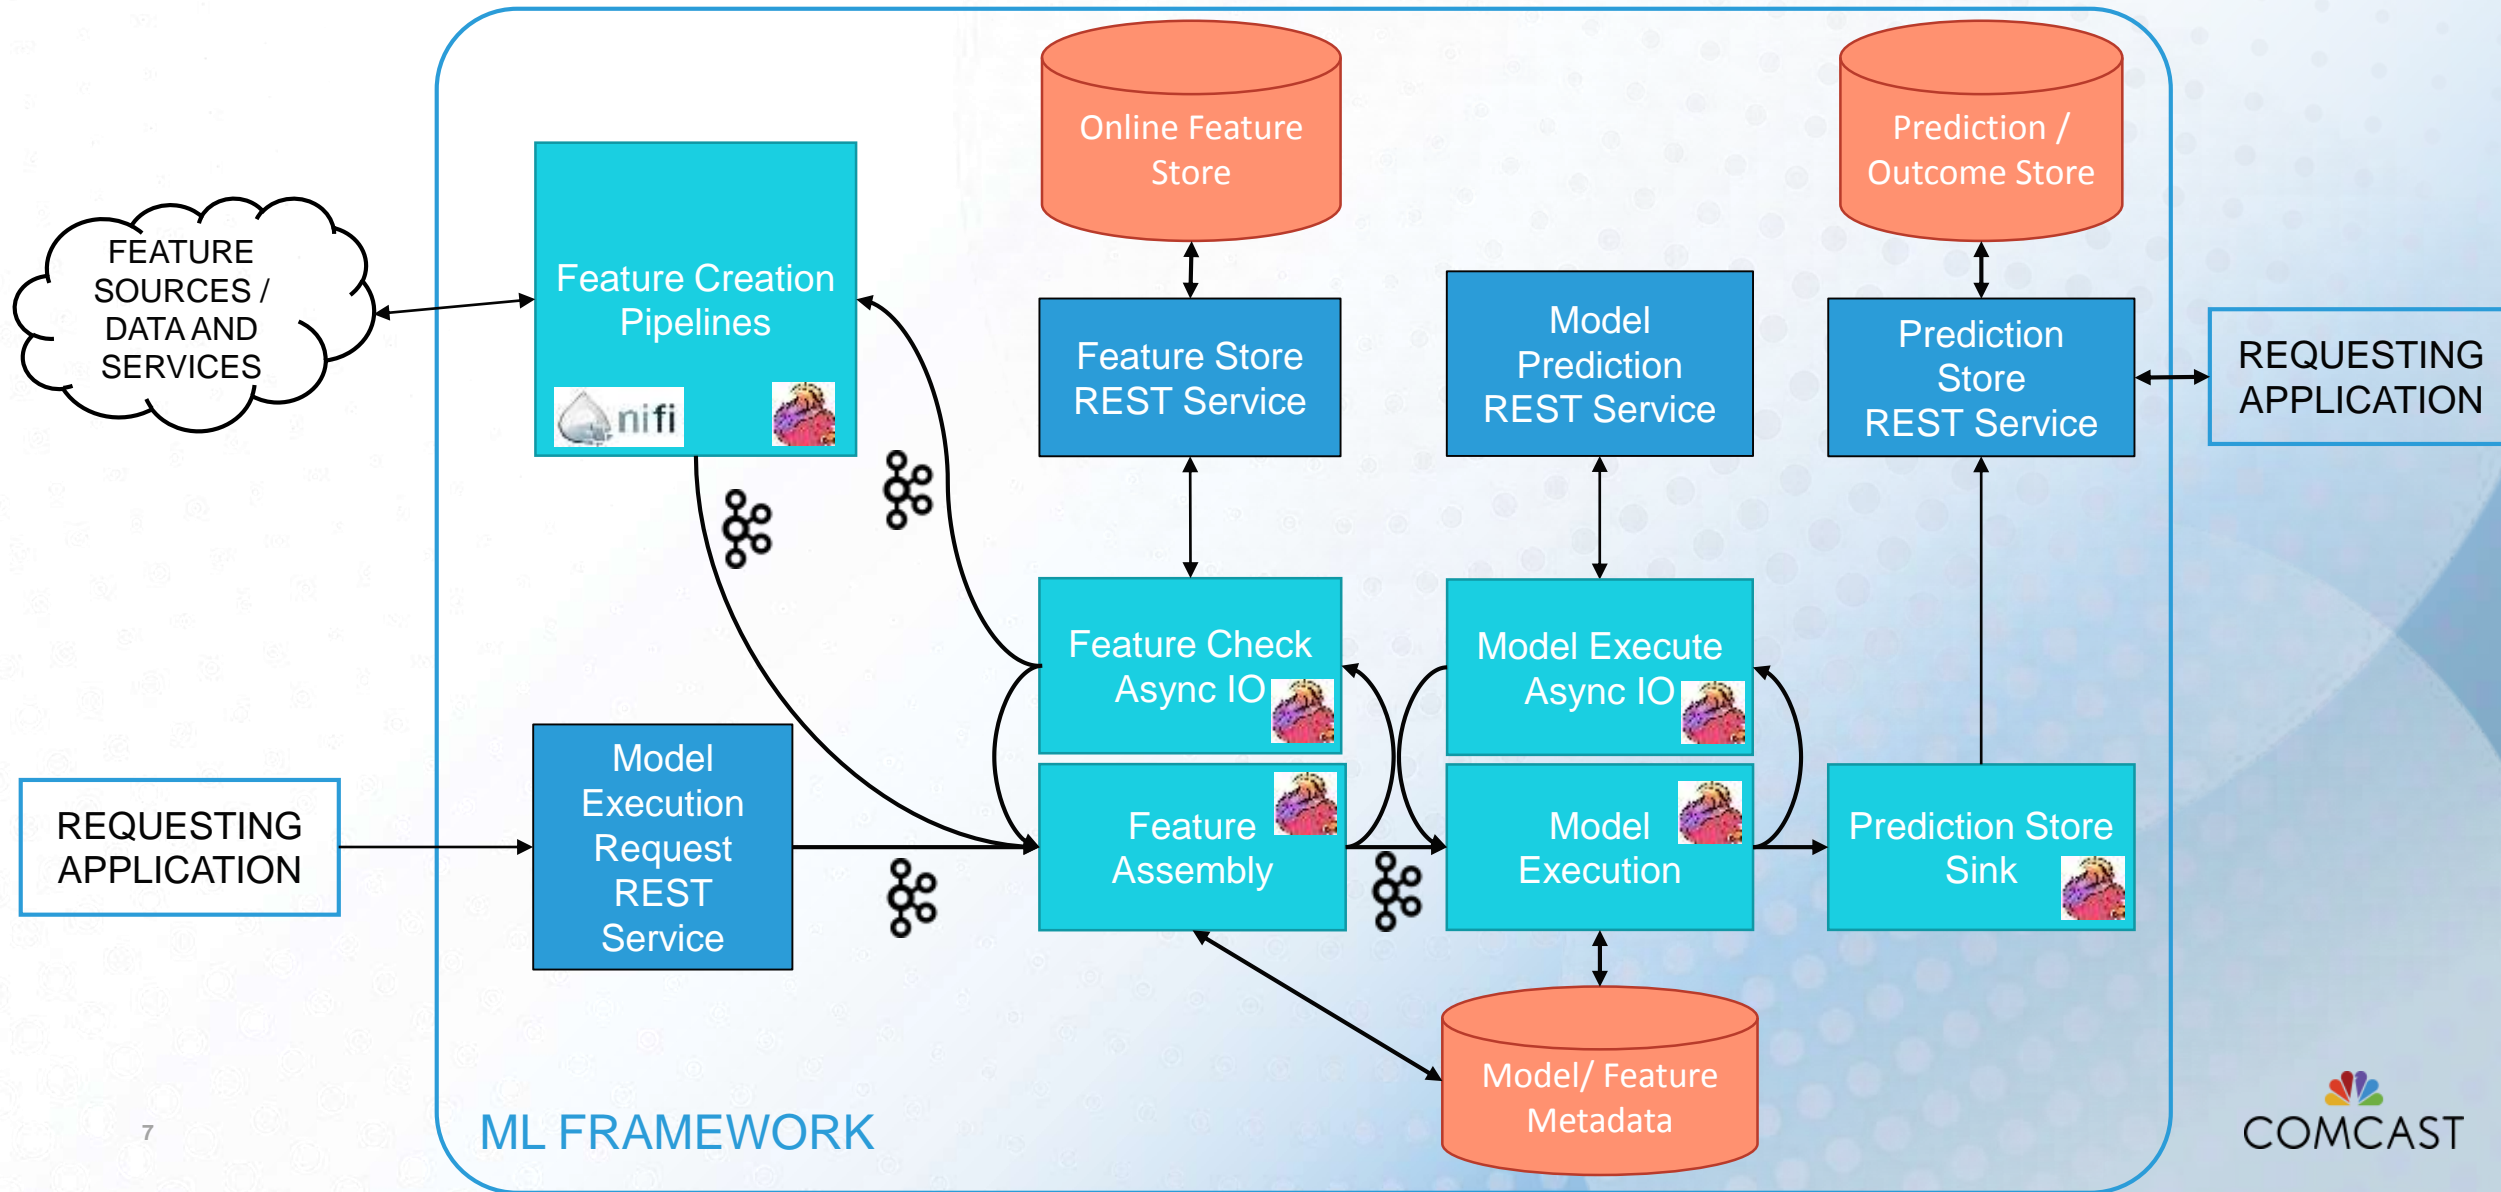 Online Feature
Store
Prediction /
Outcome Store
FEATURE
SOURCES /
DATA AND
SERVICES
Feature Creation
Pipelines
nifi
Feature Store
REST Service
Model
Prediction
REST Service
Prediction
Store
REST Service
REQUESTING
APPLICATION
Feature Check
Async IO
Model Execute
Async IO
REQUESTING
APPLICATION
Model
Execution
Request
REST
Service
Feature
Assembly
Model
Execution
Prediction Store
Sink
Model/ Feature
Metadata
ML FRAMEWORK
7
COMCAST